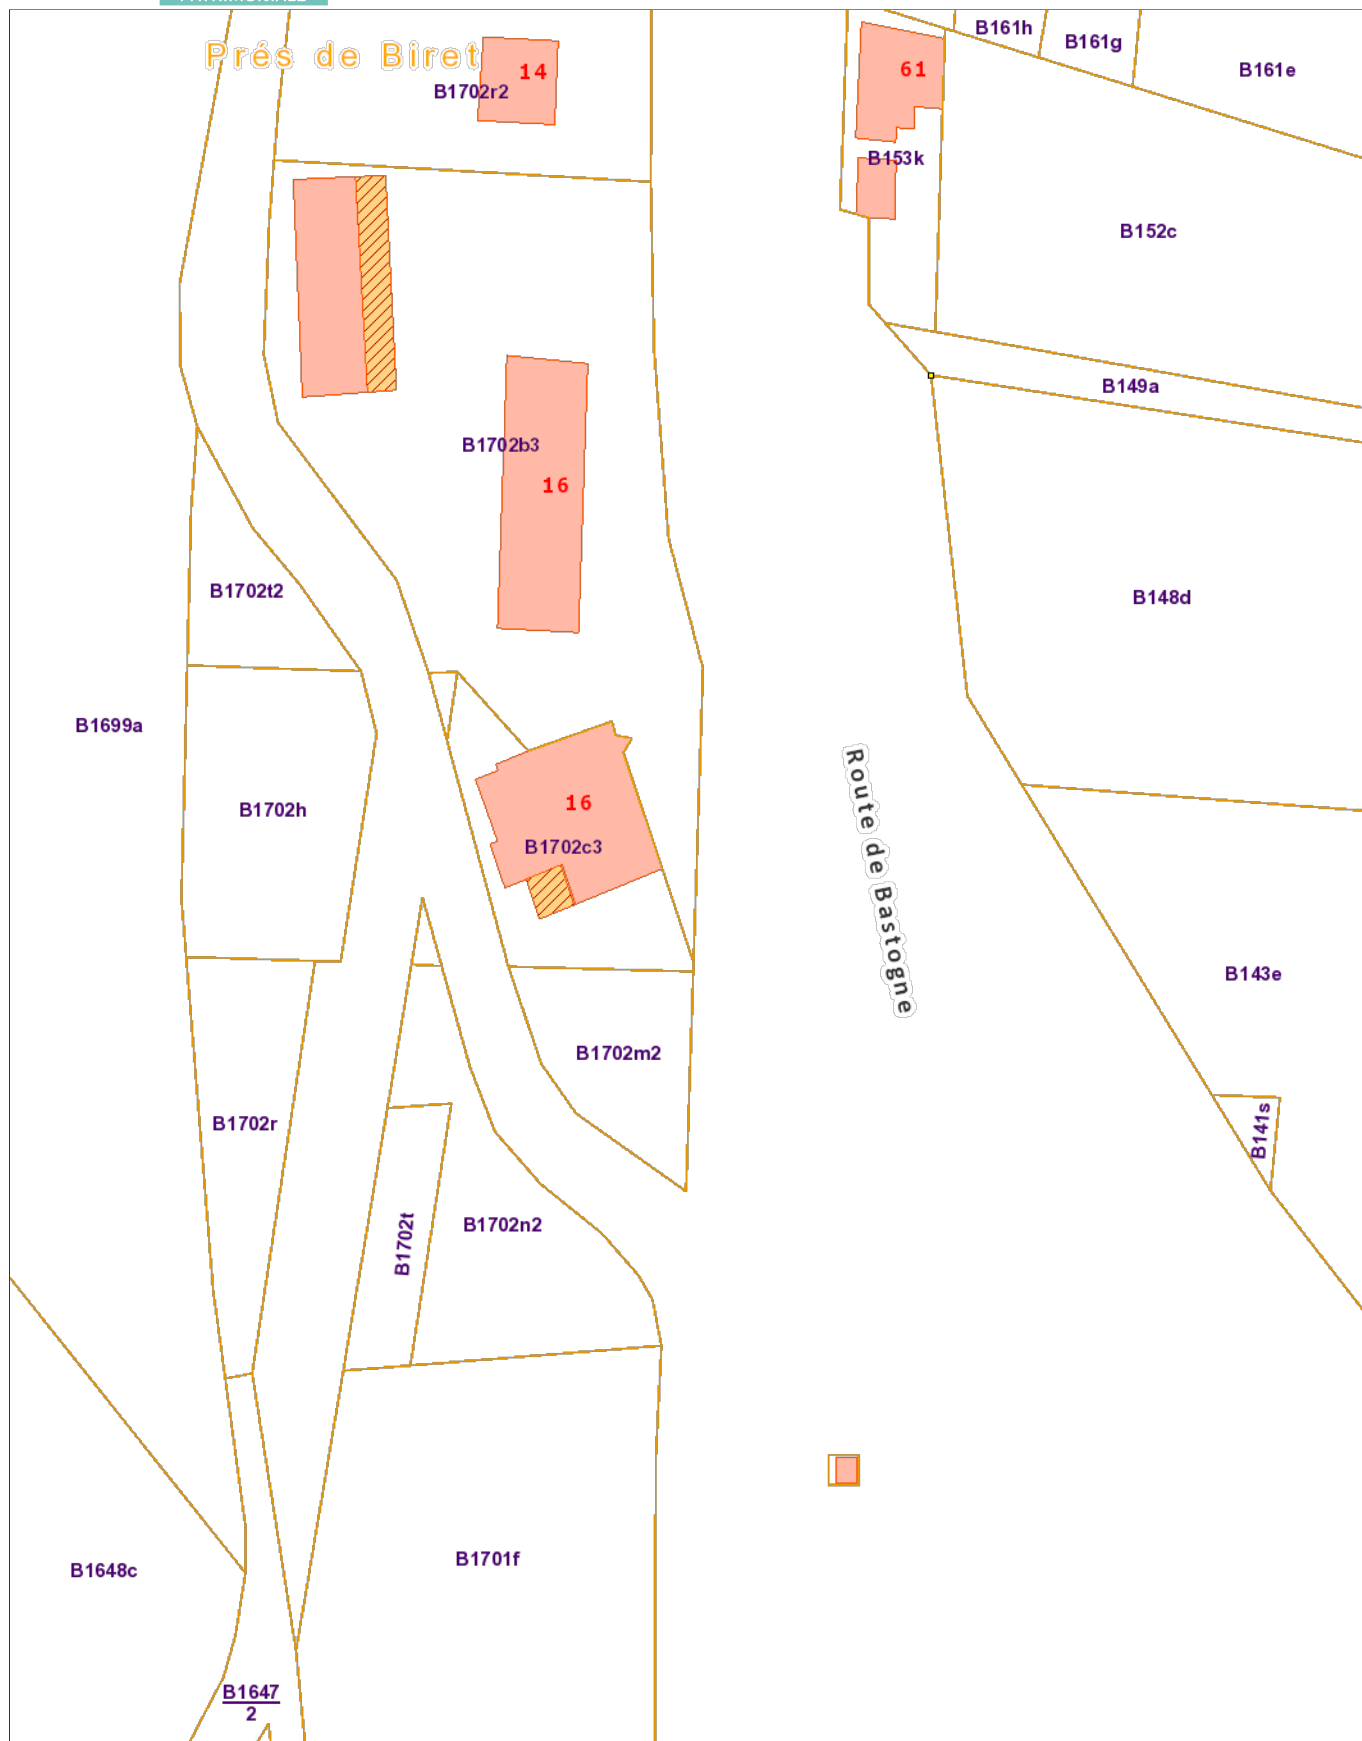 B161h
B161g
B161e
Prés de Biret
14
61
B1702r2
B153k
B152c
B149a
B1702b3
16
B1702t2
B148d
B1699a
B1702h
16
B1702c3
Route de Bastogne
B143e
B1702m2
B1702r
B141s
B1702t
B1702n2
B1648c
B1701f
B1647
2